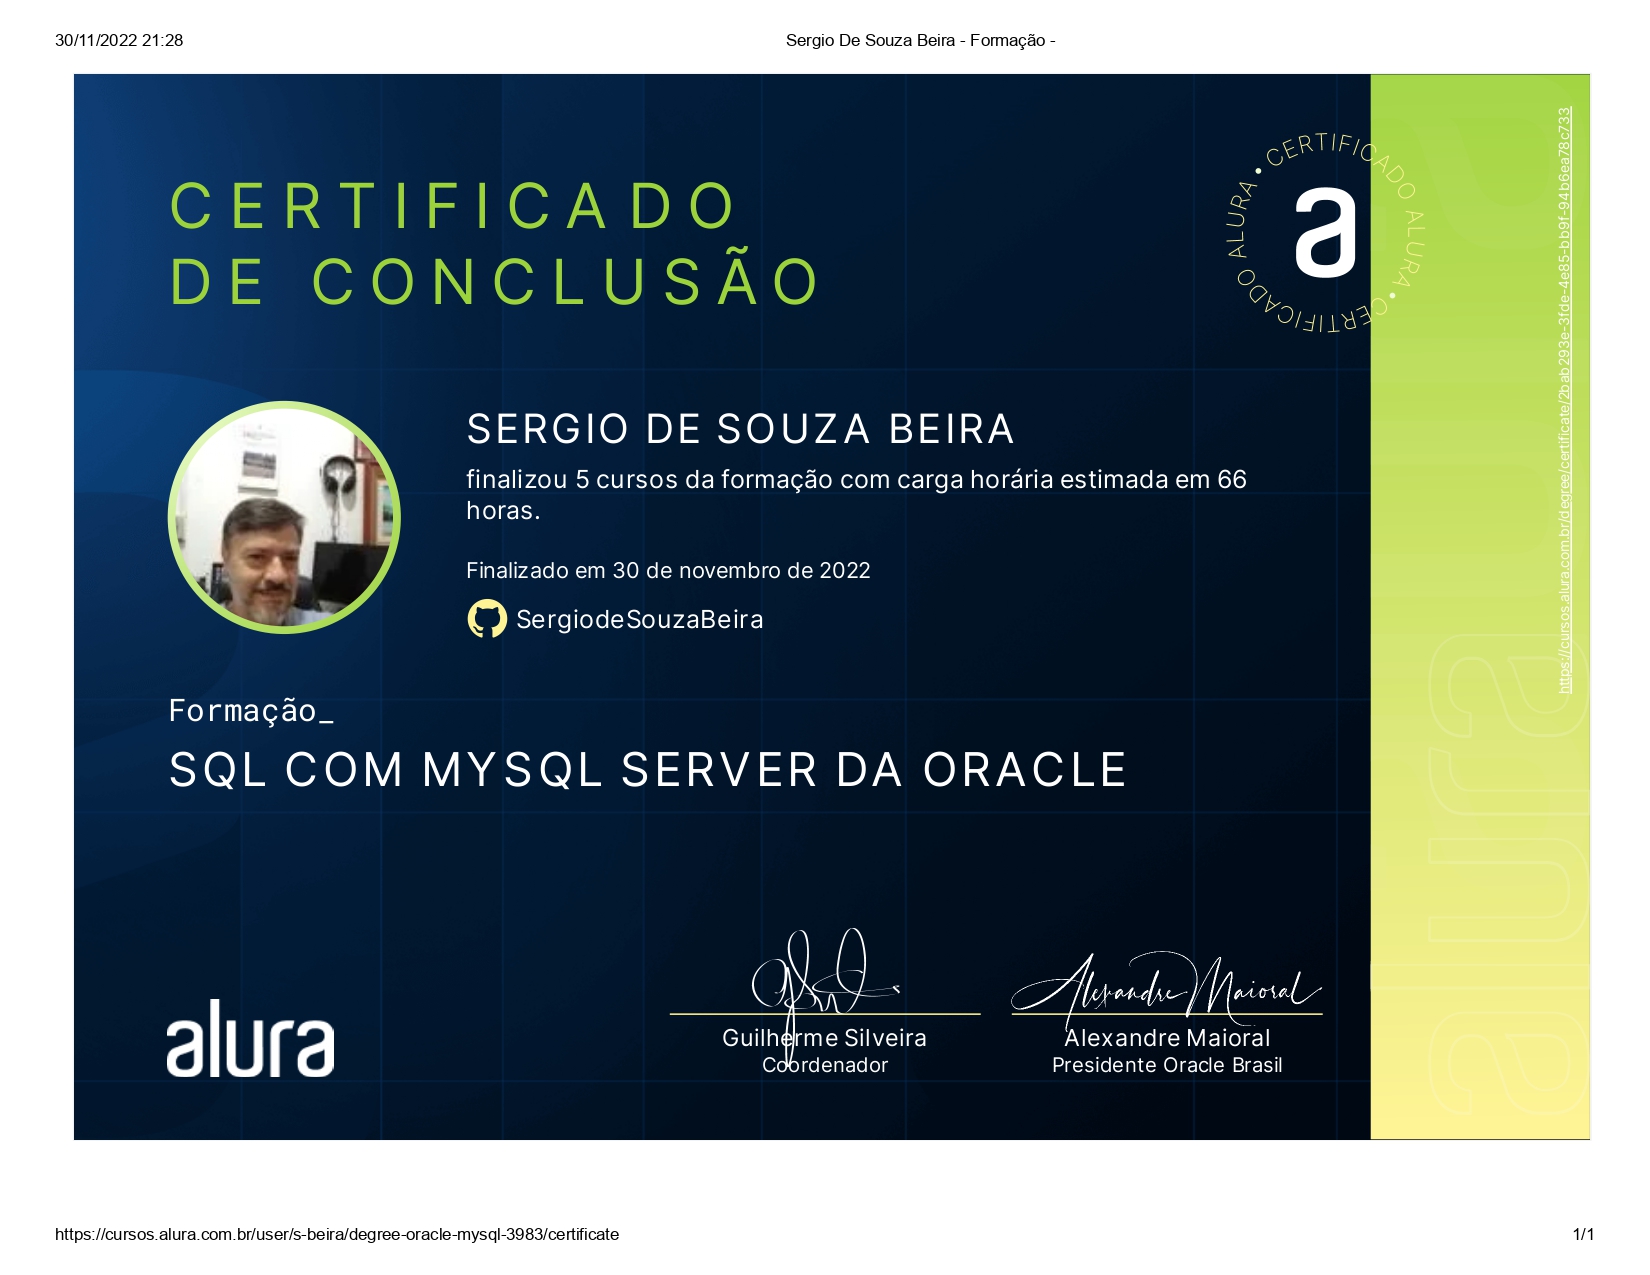 30/11/2022 21:28
Sergio De Souza Beira - Formação -
CERTIFICADO
DE CONCLUSÃO
CERTIFICADO ALURA • CERTIFICADO ALURA •
a
https://cursos.alura.com.br/degree/certificate/2bab293e-3fde-4e85-bb9f-94b6ea78c733
SERGIO DE SOUZA BEIRA
finalizou 5 cursos da formação com carga horária estimada em 66
horas.
Finalizado em 30 de novembro de 2022
SergiodeSouzaBeira
Formação_
SQL COM MYSQL SERVER DA ORACLE
alura
alura
Alexandre Maioral
Guilherme Silveira
Coordenador
Alexandre Maioral
Presidente Oracle Brasil
https://cursos.alura.com.br/user/s-beira/degree-oracle-mysql-3983/certificate
1/1